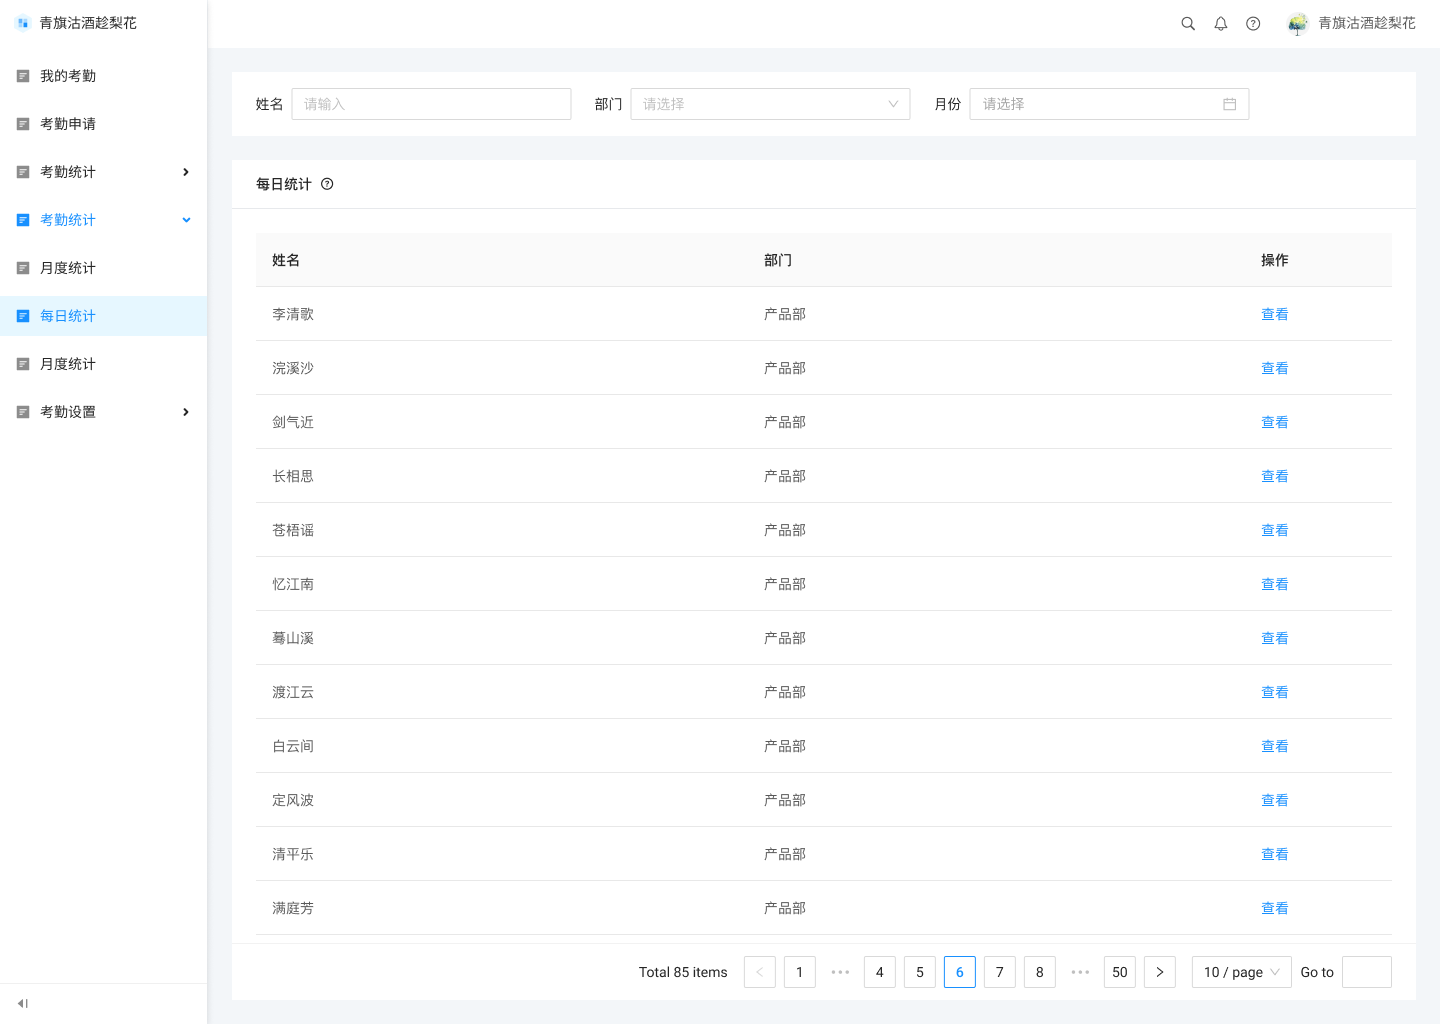 青旗沽酒趁梨花
青旗沽酒趁梨花
我的考勤
考勤申请
考勤统计
考勤统计
月度统计
每日统计
月度统计
考勤设置
姓名 请输入 部门 请选择 月份 请选择
每日统计
姓名 部门 操作
李清歌 产品部 查看
浣溪沙 产品部 查看
剑气近 产品部 查看
长相思 产品部 查看
苍梧谣 产品部 查看
忆江南 产品部 查看
蓦山溪 产品部 查看
渡江云 产品部 查看
白云间 产品部 查看
定风波 产品部 查看
清平乐 产品部 查看
满庭芳 产品部 查看
Total 85 items 1 ••• 4 5 6 7 8 ••• 50 10 / page Go to